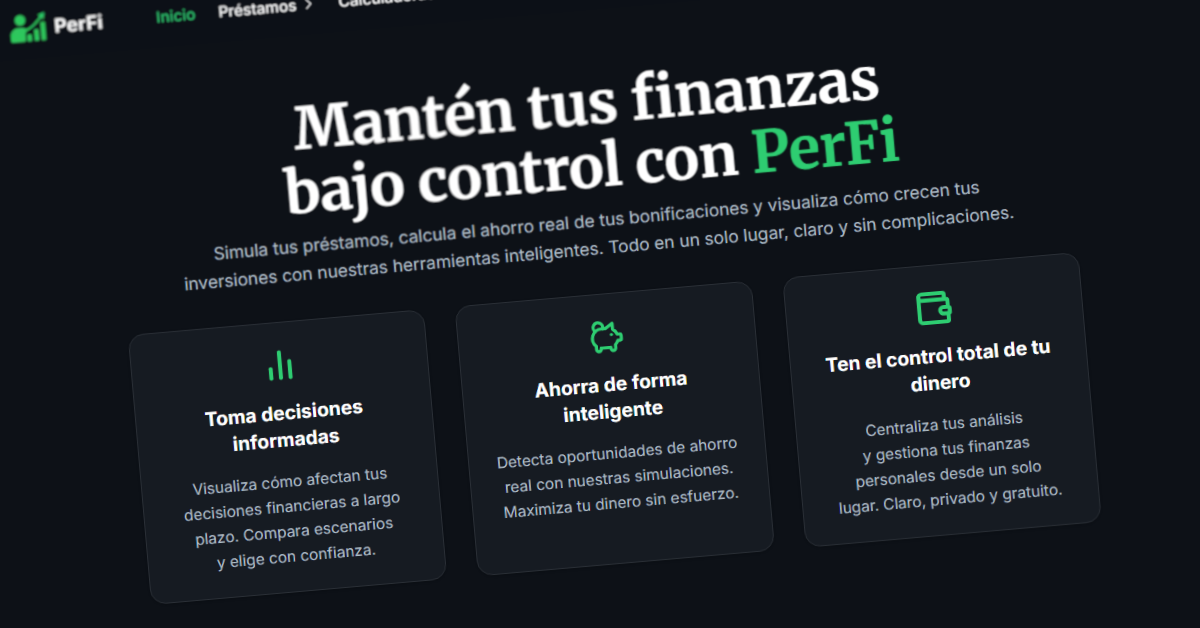 PerFi
Inicio
Préstamos
Mantén tus finanzas
bajo control con PerFi
Simula tus préstamos, calcula el ahorro real de tus bonificaciones y visualiza cómo crecen tus
inversiones con nuestras herramientas inteligentes. Todo en un solo lugar, claro y sin complicaciones.
Toma decisiones
informadas
Visualiza cómo afectan tus
decisiones financieras a largo
plazo. Compara escenarios
y elige con confianza.
Ahorra de forma
inteligente
Detecta oportunidades de ahorro
real con nuestras simulaciones.
Maximiza tu dinero sin esfuerzo.
Ten el control total de tu
dinero
Centraliza tus análisis
y gestiona tus finanzas
personales desde un solo
lugar. Claro, privado y gratuito.